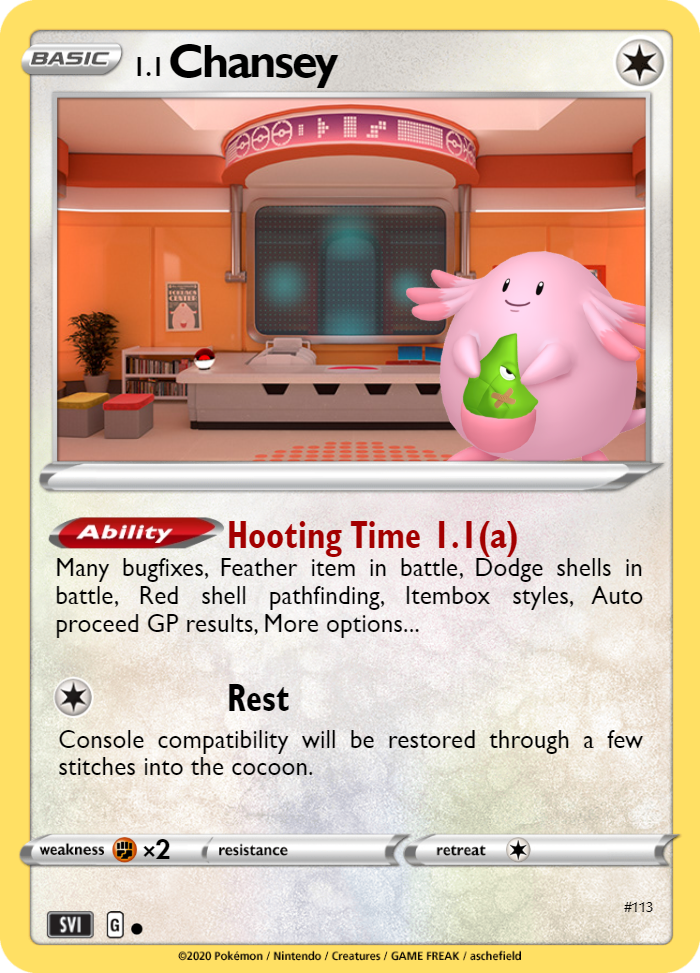 BASIC 1.1 Chansey
POKéMON
CENTER
Ability Hooting Time 1.1(a)
Many bugfixes, Feather item in battle, Dodge shells in
battle, Red shell pathfinding, Itembox styles, Auto
proceed GP results, More options...
Rest
Console compatibility will be restored through a few
stitches into the cocoon.
weakness ×2 resistance retreat
#113
SVI G
©2020 Pokémon / Nintendo / Creatures / GAME FREAK / aschefield